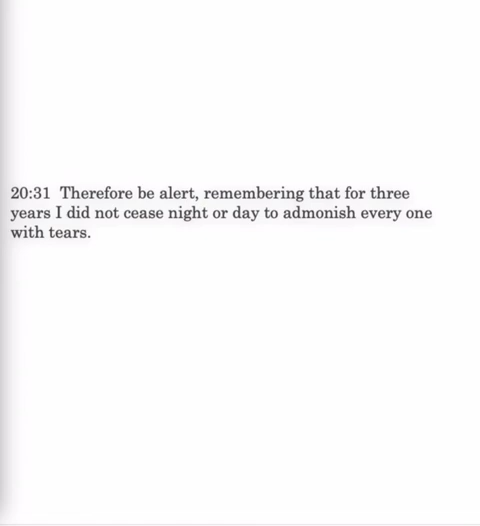 20:31 Therefore be alert, remembering that for three
years I did not cease night or day to admonish every one
with tears.